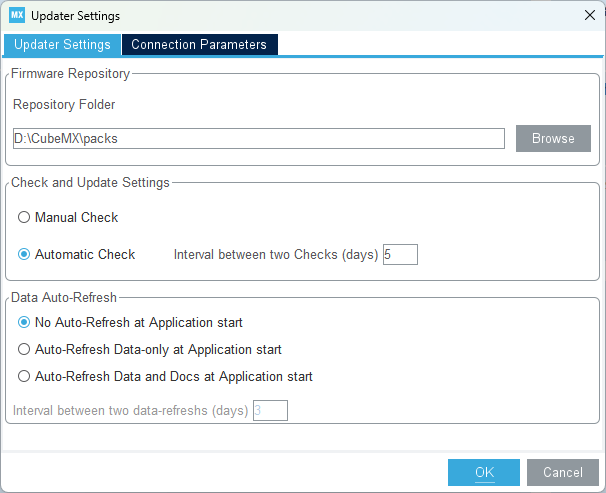 MX Updater Settings
Updater Settings Connection Parameters
Firmware Repository
Repository Folder
D:\CubeMX\packs Browse
Check and Update Settings
Manual Check
Automatic Check Interval between two Checks (days) 5
Data Auto-Refresh
No Auto-Refresh at Application start
Auto-Refresh Data-only at Application start
Auto-Refresh Data and Docs at Application start
Interval between two data-refreshs (days) 3
OK Cancel